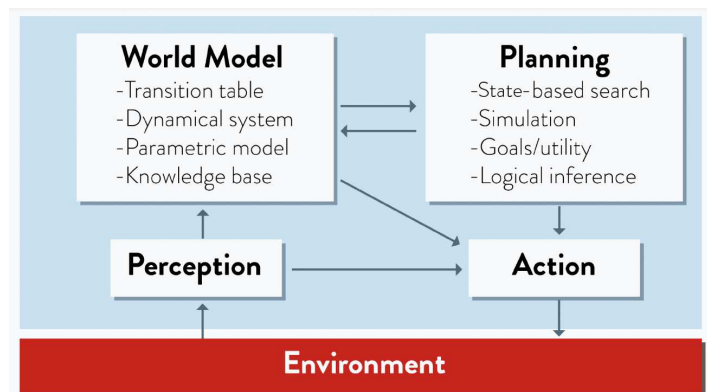 World Model
-Transition table
-Dynamical system
-Parametric model
-Knowledge base
Planning
-State-based search
-Simulation
-Goals/utility
-Logical inference
Perception
Action
Environment